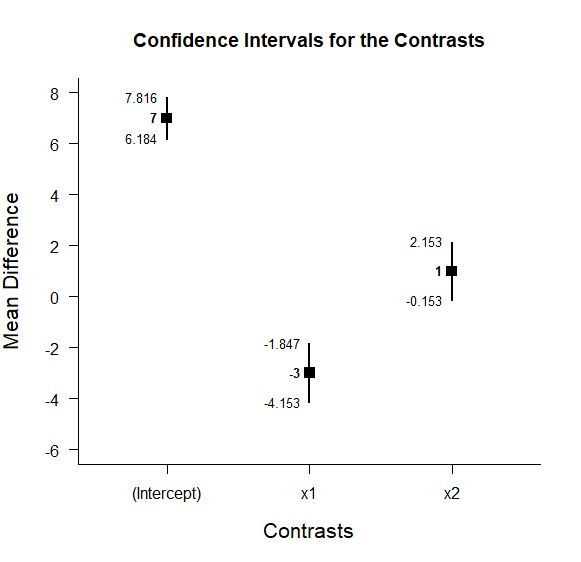 Confidence Intervals for the Contrasts
Mean Difference
8
6
4
2
0
-2
-4
-6
7.816
7
6.184
-1.847
-3
-4.153
2.153
1
-0.153
(Intercept)
x1
x2
Contrasts